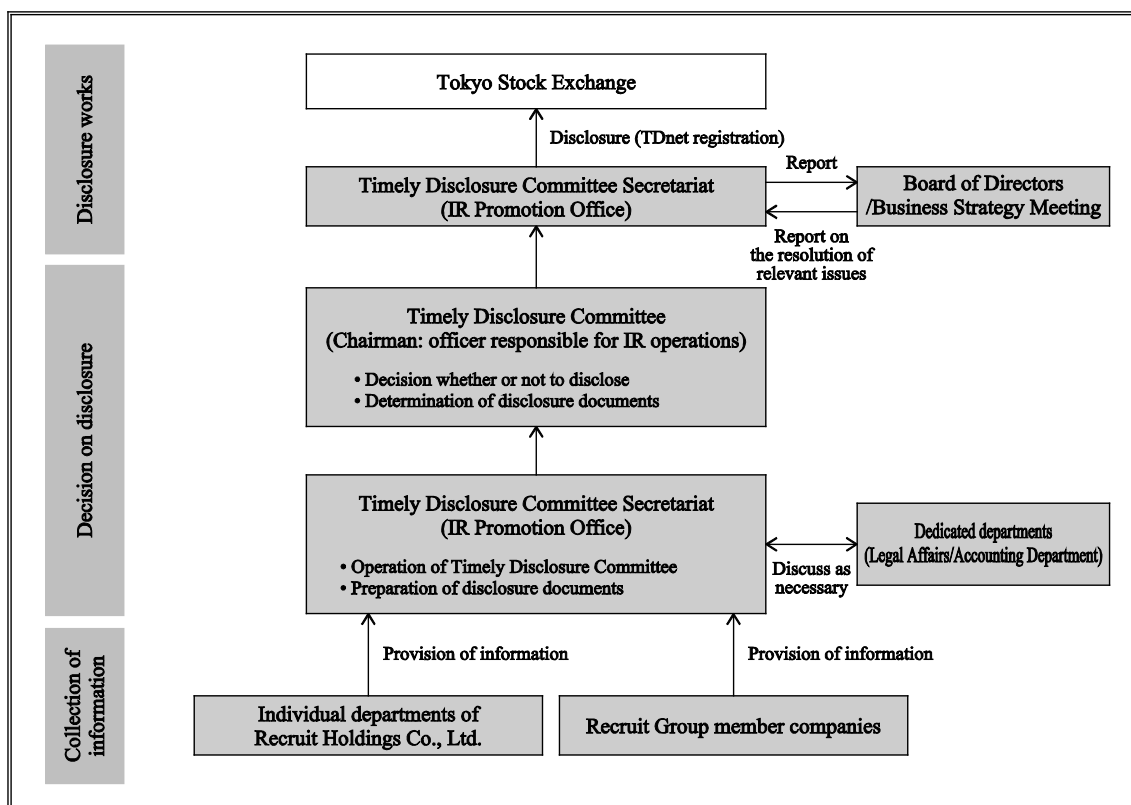 Disclosure works
Tokyo Stock Exchange
Disclosure (TDnet registration)
Timely Disclosure Committee Secretariat
(IR Promotion Office)
Report
Board of Directors
/Business Strategy Meeting
Report on
the resolution of
relevant issues
Decision on disclosure
Timely Disclosure Committee
(Chairman: officer responsible for IR operations)
• Decision whether or not to disclose
• Determination of disclosure documents
Timely Disclosure Committee Secretariat
(IR Promotion Office)
• Operation of Timely Disclosure Committee
• Preparation of disclosure documents
Discuss as
necessary
Dedicated departments
(Legal Affairs/Accounting Department)
Collection of
information
Provision of information
Provision of information
Individual departments of
Recruit Holdings Co., Ltd.
Recruit Group member companies